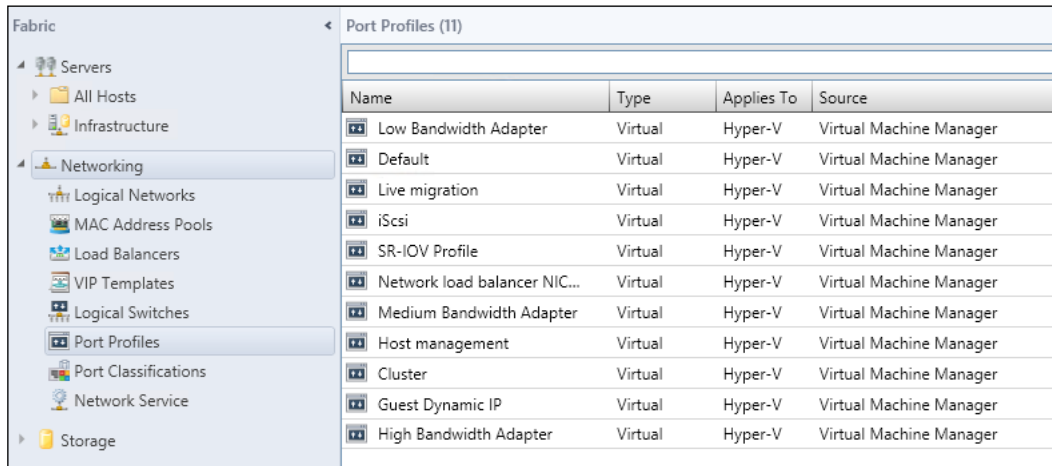 Fabric
Servers
All Hosts
Infrastructure
Networking
Logical Networks
MAC Address Pools
Load Balancers
VIP Templates
Logical Switches
Port Profiles
Port Classifications
Network Service
Storage
Port Profiles (11)
Name Type Applies To Source
Low Bandwidth Adapter Virtual Hyper-V Virtual Machine Manager
Default Virtual Hyper-V Virtual Machine Manager
Live migration Virtual Hyper-V Virtual Machine Manager
iScsi Virtual Hyper-V Virtual Machine Manager
SR-IOV Profile Virtual Hyper-V Virtual Machine Manager
Network load balancer NIC... Virtual Hyper-V Virtual Machine Manager
Medium Bandwidth Adapter Virtual Hyper-V Virtual Machine Manager
Host management Virtual Hyper-V Virtual Machine Manager
Cluster Virtual Hyper-V Virtual Machine Manager
Guest Dynamic IP Virtual Hyper-V Virtual Machine Manager
High Bandwidth Adapter Virtual Hyper-V Virtual Machine Manager